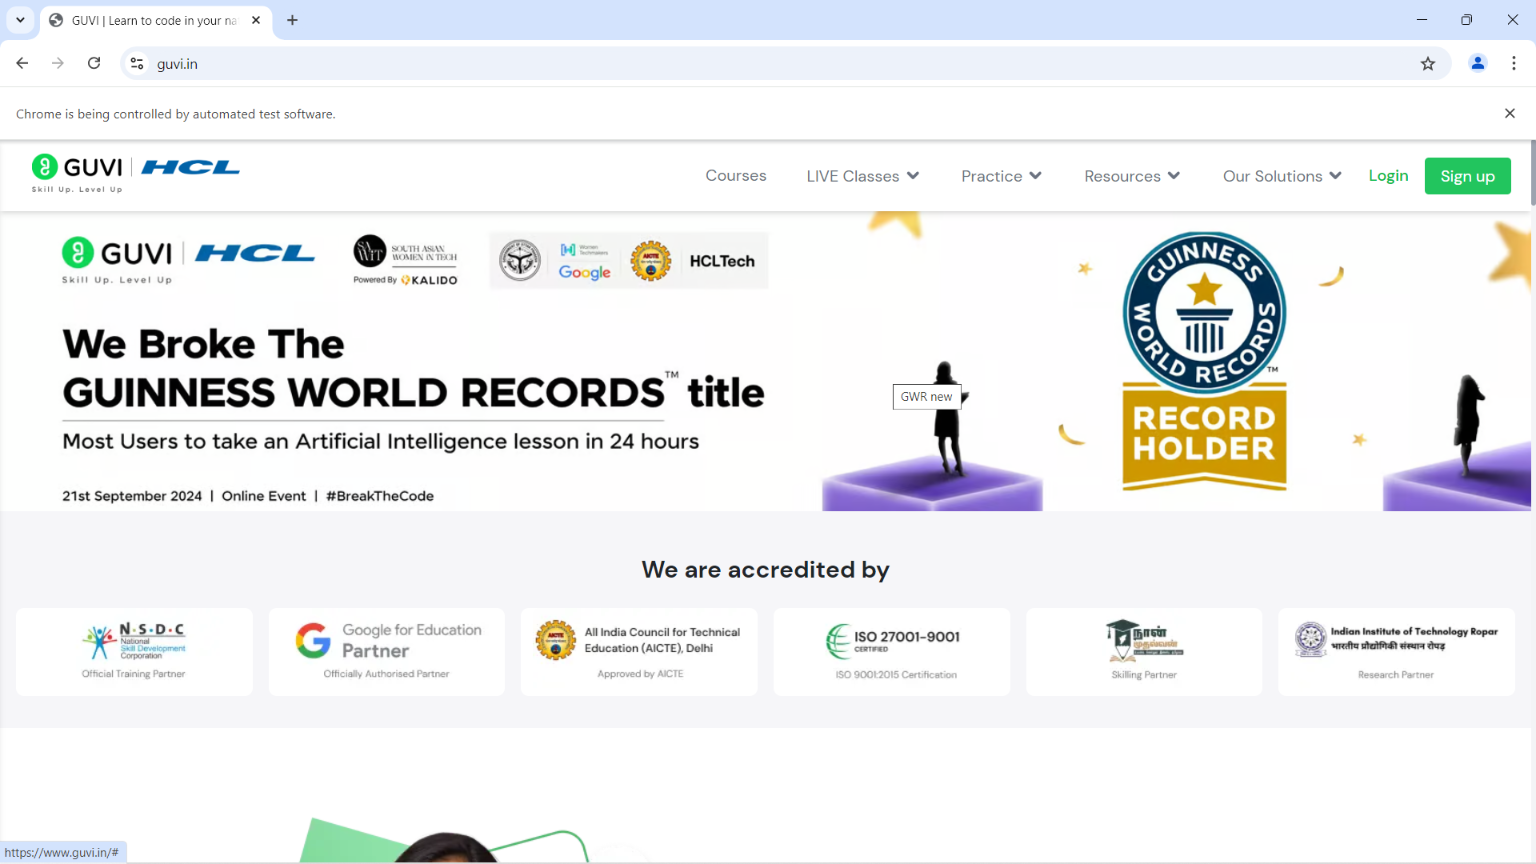 GUVI | Learn to code in your na
guvi.in
Chrome is being controlled by automated test software.
GUVI | HCL
Skill Up. Level Up
Courses
LIVE Classes
Practice
Resources
Our Solutions
Login
Sign up
GUVI | HCL
Skill Up. Level Up
SAWIT
SOUTH ASIAN
WOMEN IN TECH
Powered By KALIDO
Women
Techmakers
Google
AICTE
HCLTech
We Broke The
GUINNESS WORLD RECORDS™ title
Most Users to take an Artificial Intelligence lesson in 24 hours
21st September 2024 | Online Event | #BreakTheCode
GWR new
GUINNESS
WORLD RECORDS
™
RECORD
HOLDER
We are accredited by
N·S·D·C
National
Skill Development
Corporation
Official Training Partner
Google for Education
Partner
Officially Authorised Partner
AICTE
All India Council for Technical
Education (AICTE), Delhi
Approved by AICTE
ISO 27001-9001
CERTIFIED
ISO 9001:2015 Certification
நான்
முதல்வன்
Skilling Partner
Indian Institute of Technology Ropar
भारतीय प्रौद्योगिकी संस्थान रोपड़
Research Partner
https://www.guvi.in/#